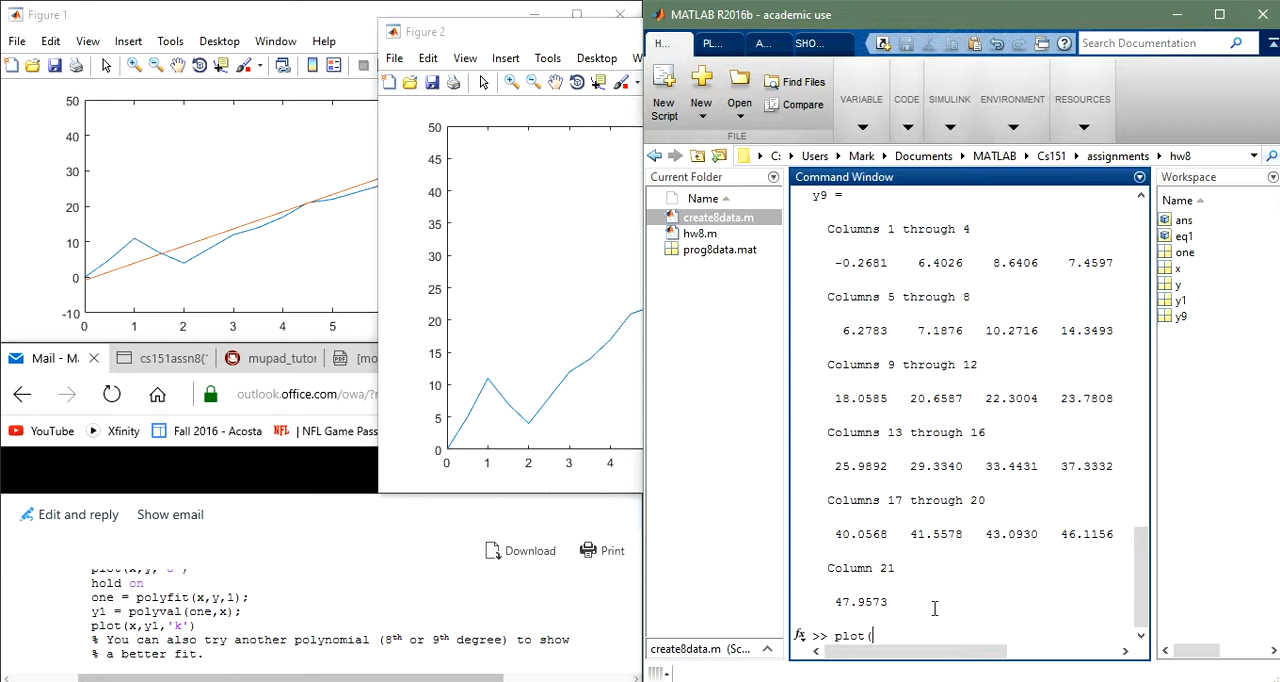 Figure 1
File Edit View Insert Tools Desktop Window Help
50
40
30
20
10
0
-10
0 1 2 3 4 5
Figure 2
File Edit View Insert Tools Desktop W
50
45
40
35
30
25
20
15
10
5
0
0 1 2 3 4
Mail - M
cs151assn8(
mupad_tutor
[mo
outlook.office.com/owa/?r
YouTube Xfinity Fall 2016 - Acosta NFL | NFL Game Pass
Edit and reply Show email
Download Print
hold on
one = polyfit(x,y,1);
y1 = polyval(one,x);
plot(x,y1,'k')
% You can also try another polynomial (8th or 9th degree) to show
% a better fit.
MATLAB R2016b - academic use
H... PL... A... SHO...
Search Documentation
New Script
New
Open
Find Files
Compare
FILE
VARIABLE CODE SIMULINK ENVIRONMENT RESOURCES
C: Users Mark Documents MATLAB Cs151 assignments hw8
Current Folder
Name
create8data.m
hw8.m
prog8data.mat
create8data.m (Sc...
Command Window
y9 =
Columns 1 through 4
-0.2681 6.4026 8.6406 7.4597
Columns 5 through 8
6.2783 7.1876 10.2716 14.3493
Columns 9 through 12
18.0585 20.6587 22.3004 23.7808
Columns 13 through 16
25.9892 29.3340 33.4431 37.3332
Columns 17 through 20
40.0568 41.5578 43.0930 46.1156
Column 21
47.9573
fx >> plot(
Workspace
Name
ans
eq1
one
x
y
y1
y9